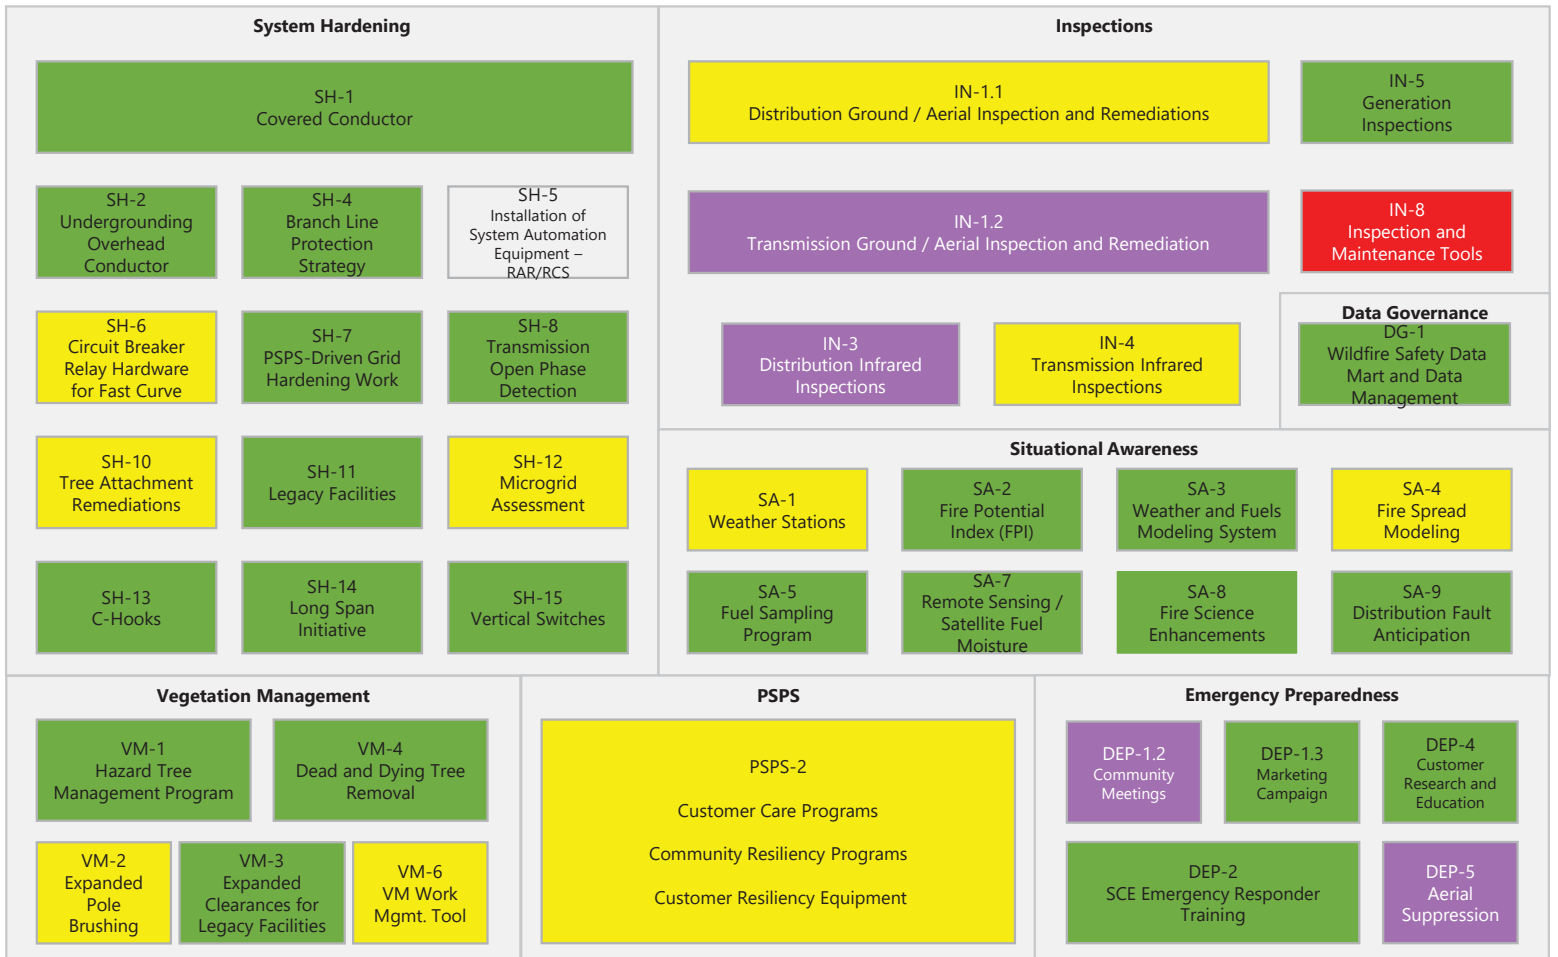 System Hardening
SH-1
Covered Conductor
SH-2
Undergrounding
Overhead
Conductor
SH-4
Branch Line
Protection
Strategy
SH-5
Installation of
System Automation
Equipment –
RAR/RCS
SH-6
Circuit Breaker
Relay Hardware
for Fast Curve
SH-7
PSPS-Driven Grid
Hardening Work
SH-8
Transmission
Open Phase
Detection
SH-10
Tree Attachment
Remediations
SH-11
Legacy Facilities
SH-12
Microgrid
Assessment
SH-13
C-Hooks
SH-14
Long Span
Initiative
SH-15
Vertical Switches
Inspections
IN-1.1
Distribution Ground / Aerial Inspection and Remediations
IN-5
Generation
Inspections
IN-1.2
Transmission Ground / Aerial Inspection and Remediation
IN-8
Inspection and
Maintenance Tools
IN-3
Distribution Infrared
Inspections
IN-4
Transmission Infrared
Inspections
Data Governance
DG-1
Wildfire Safety Data
Mart and Data
Management
Situational Awareness
SA-1
Weather Stations
SA-2
Fire Potential
Index (FPI)
SA-3
Weather and Fuels
Modeling System
SA-4
Fire Spread
Modeling
SA-5
Fuel Sampling
Program
SA-7
Remote Sensing /
Satellite Fuel
Moisture
SA-8
Fire Science
Enhancements
SA-9
Distribution Fault
Anticipation
Vegetation Management
VM-1
Hazard Tree
Management Program
VM-4
Dead and Dying Tree
Removal
VM-2
Expanded
Pole
Brushing
VM-3
Expanded
Clearances for
Legacy Facilities
VM-6
VM Work
Mgmt. Tool
PSPS
PSPS-2
Customer Care Programs
Community Resiliency Programs
Customer Resiliency Equipment
Emergency Preparedness
DEP-1.2
Community
Meetings
DEP-1.3
Marketing
Campaign
DEP-4
Customer
Research and
Education
DEP-2
SCE Emergency Responder
Training
DEP-5
Aerial
Suppression